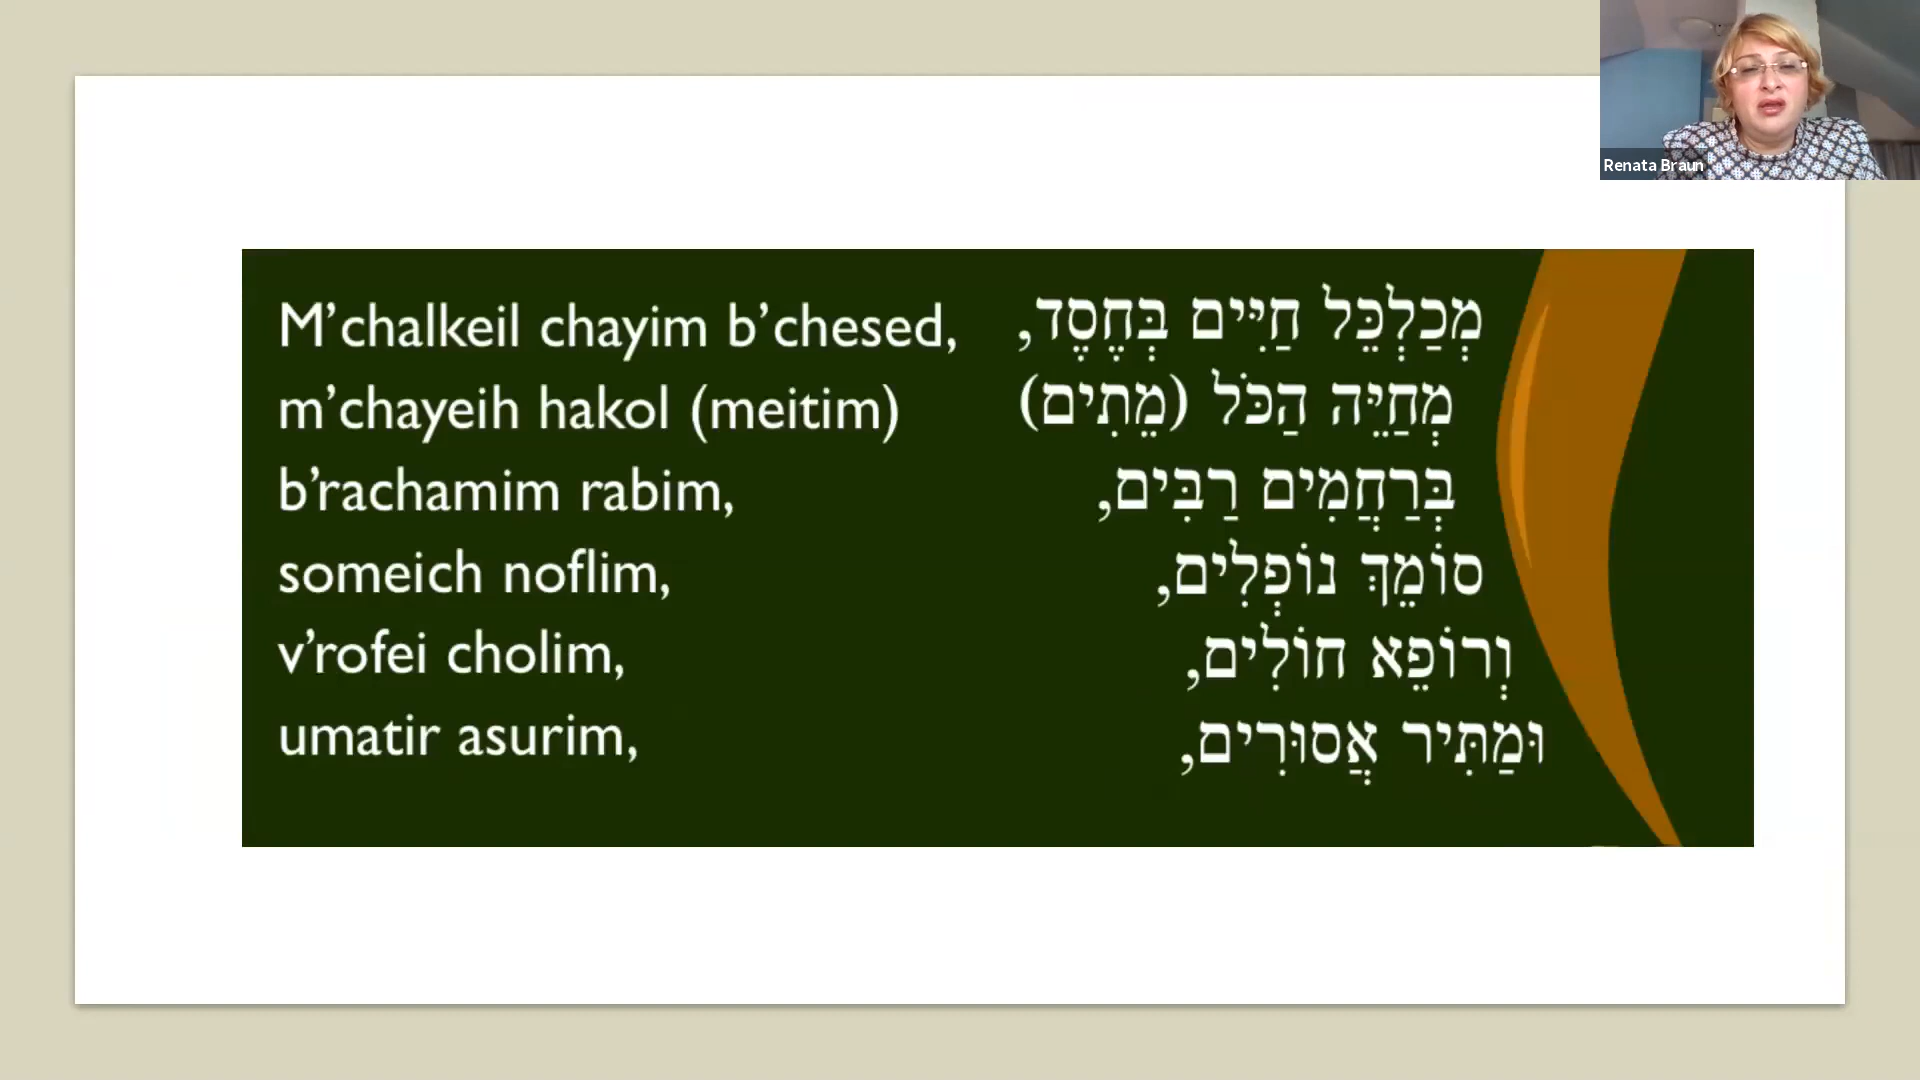 Renata Braun
M’chalkeil chayim b’chesed,
m’chayeih hakol (meitim)
b’rachamim rabim,
someich noflim,
v’rofei cholim,
umatir asurim,
מְכַלְכֵּל חַיִּים בְּחֶסֶד,
מְחַיֵּה הַכֹּל (מֵתִים)
בְּרַחֲמִים רַבִּים,
סוֹמֵךְ נוֹפְלִים,
וְרוֹפֵא חוֹלִים,
וּמַתִּיר אֲסוּרִים,